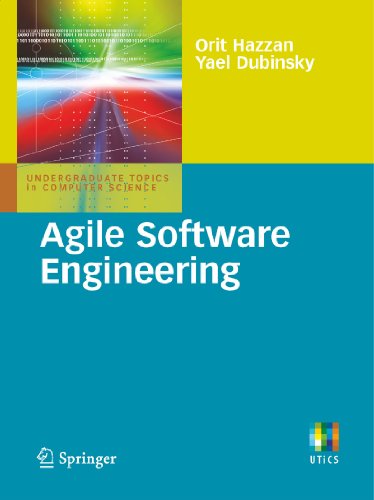 Orit Hazzan
Yael Dubinsky
UNDERGRADUATE TOPICS
in COMPUTER SCIENCE
Agile Software
Engineering
Springer
UTiCS